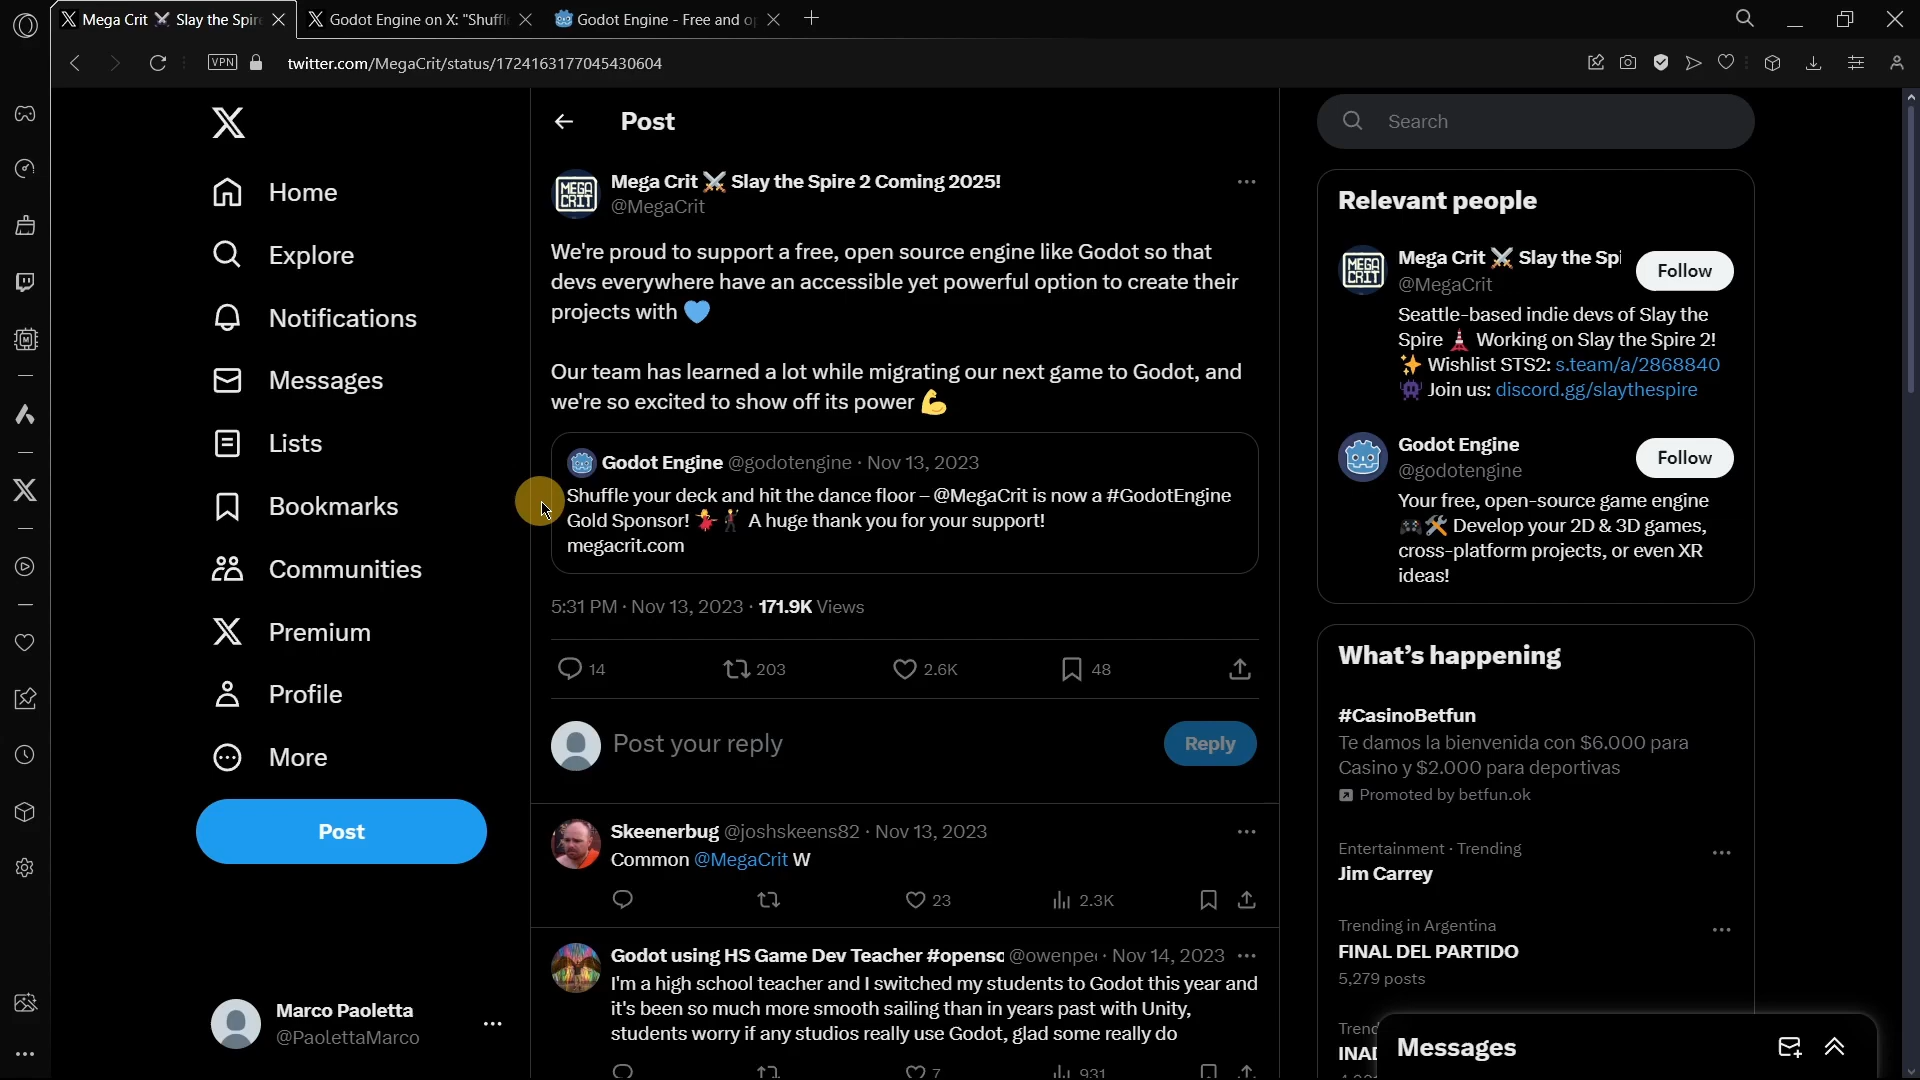 Mega Crit ⚔ Slay the Spire
Godot Engine on X: "Shuffl
Godot Engine - Free and o
VPN
twitter.com/MegaCrit/status/1724163177045430604
X
Home
Explore
Notifications
Messages
Lists
Bookmarks
Communities
Premium
Profile
More
Post
Marco Paoletta
@PaolettaMarco
Post
MEGA CRIT
Mega Crit ⚔ Slay the Spire 2 Coming 2025!
@MegaCrit
We're proud to support a free, open source engine like Godot so that
devs everywhere have an accessible yet powerful option to create their
projects with 💙
Our team has learned a lot while migrating our next game to Godot, and
we're so excited to show off its power 💪
Godot Engine @godotengine · Nov 13, 2023
Shuffle your deck and hit the dance floor – @MegaCrit is now a #GodotEngine
Gold Sponsor! 💃🕺 A huge thank you for your support!
megacrit.com
5:31 PM · Nov 13, 2023 · 171.9K Views
14 203 2.6K 48
Post your reply
Reply
Skeenerbug @joshskeens82 · Nov 13, 2023
Common @MegaCrit W
23 2.3K
Godot using HS Game Dev Teacher #openso @owenpe · Nov 14, 2023
I'm a high school teacher and I switched my students to Godot this year and
it's been so much more smooth sailing than in years past with Unity,
students worry if any studios really use Godot, glad some really do
7 931
Search
Relevant people
MEGA CRIT
Mega Crit ⚔ Slay the Spi
@MegaCrit
Follow
Seattle-based indie devs of Slay the
Spire 🗼 Working on Slay the Spire 2!
✨ Wishlist STS2: s.team/a/2868840
👾 Join us: discord.gg/slaythespire
Godot Engine
@godotengine
Follow
Your free, open-source game engine
🎮🛠 Develop your 2D & 3D games,
cross-platform projects, or even XR
ideas!
What's happening
#CasinoBetfun
Te damos la bienvenida con $6.000 para
Casino y $2.000 para deportivas
Promoted by betfun.ok
Entertainment · Trending
Jim Carrey
Trending in Argentina
FINAL DEL PARTIDO
5,279 posts
Messages